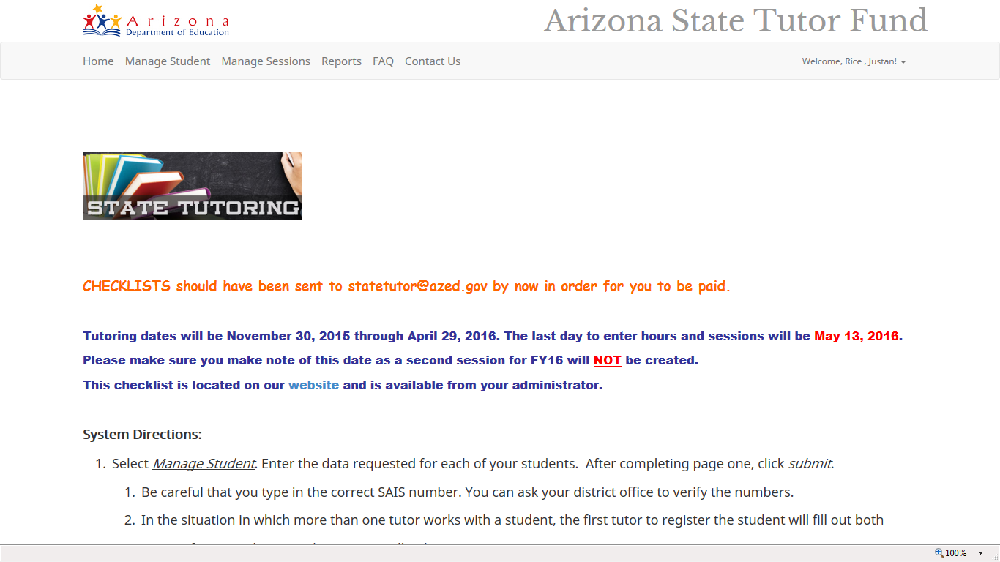 Arizona
Department of Education
Arizona State Tutor Fund
Home Manage Student Manage Sessions Reports FAQ Contact Us
Welcome, Rice , Justan!
STATE TUTORING
CHECKLISTS should have been sent to statetutor@azed.gov by now in order for you to be paid.
Tutoring dates will be November 30, 2015 through April 29, 2016. The last day to enter hours and sessions will be May 13, 2016.
Please make sure you make note of this date as a second session for FY16 will NOT be created.
This checklist is located on our website and is available from your administrator.
System Directions:
1. Select Manage Student. Enter the data requested for each of your students.  After completing page one, click submit.
1. Be careful that you type in the correct SAIS number. You can ask your district office to verify the numbers.
2. In the situation in which more than one tutor works with a student, the first tutor to register the student will fill out both
100%